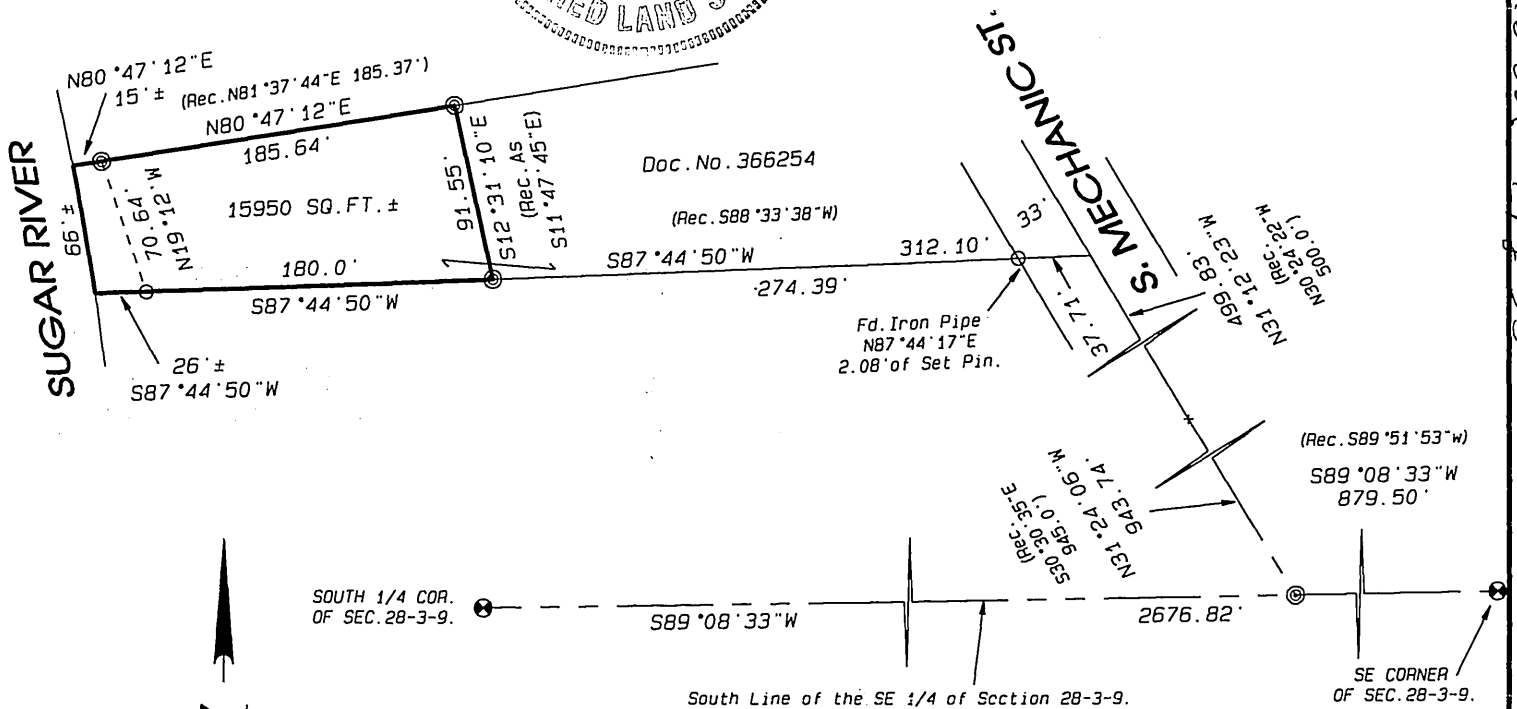 NED LAND S
N80°47'12"E
15'±
(Rec.N81°37'44"E 185.37')
N80°47'12"E
185.64'
SUGAR RIVER
66'±
70.64'
N19°12'W
15950 SQ.FT.±
91.55'
S12°31'10"E
(Rec.As
S11°47'45"E)
180.0'
S87°44'50"W
26'±
S87°44'50"W
Doc.No.366254
(Rec.S88°33'38"W)
S87°44'50"W
312.10'
274.39'
S. MECHANIC ST.
33'
37.71'
Fd.Iron Pipe
N87°44'17"E
2.08'of Set Pin.
N31°12'23"W
499.83'
(Rec.
N30°24'22"W
500.0')
(Rec.
S30°30'35"E
945.0')
N31°24'06"W
943.74'
(Rec.S89°51'53"w)
S89°08'33"W
879.50'
SOUTH 1/4 COR.
OF SEC.28-3-9.
S89°08'33"W
2676.82'
South Line of the SE 1/4 of Scction 28-3-9.
SE CORNER
OF SEC.28-3-9.